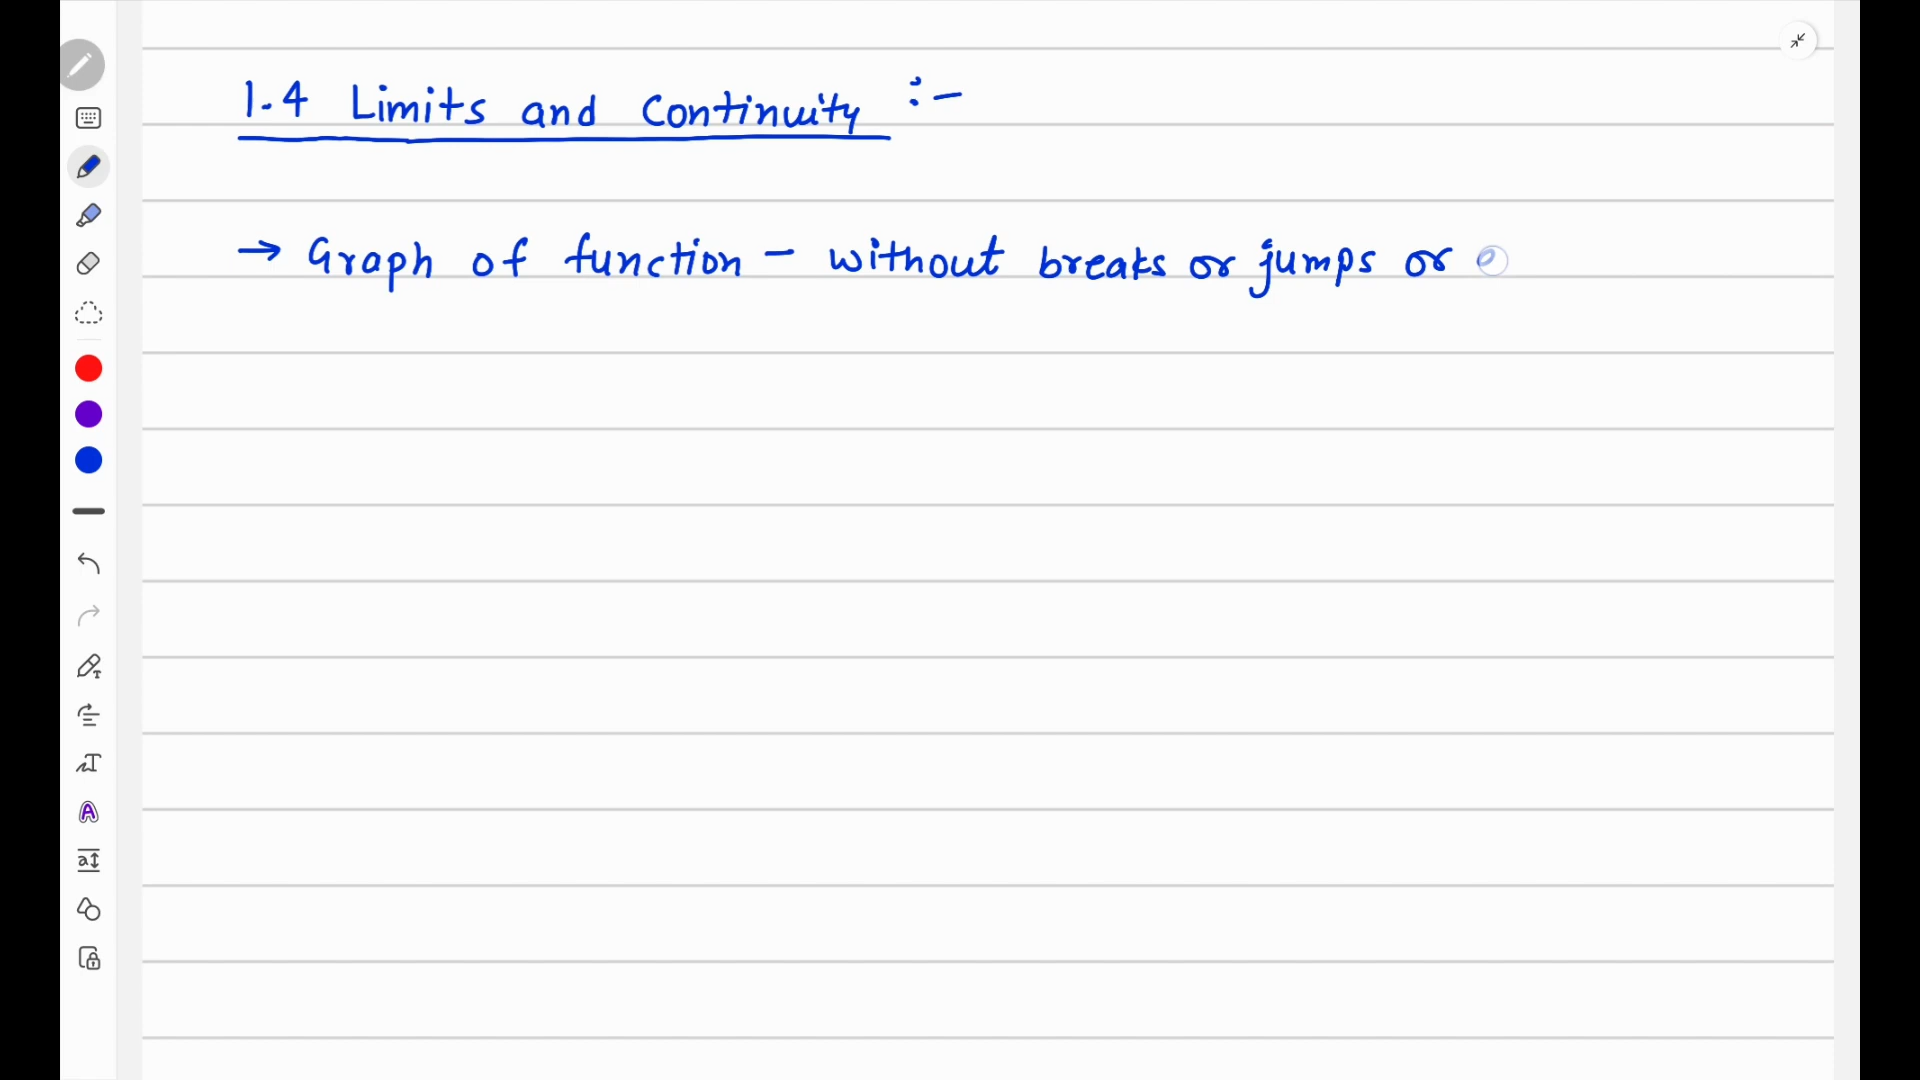 1.4 Limits and Continuity :-
→ Graph of function - without breaks or jumps or